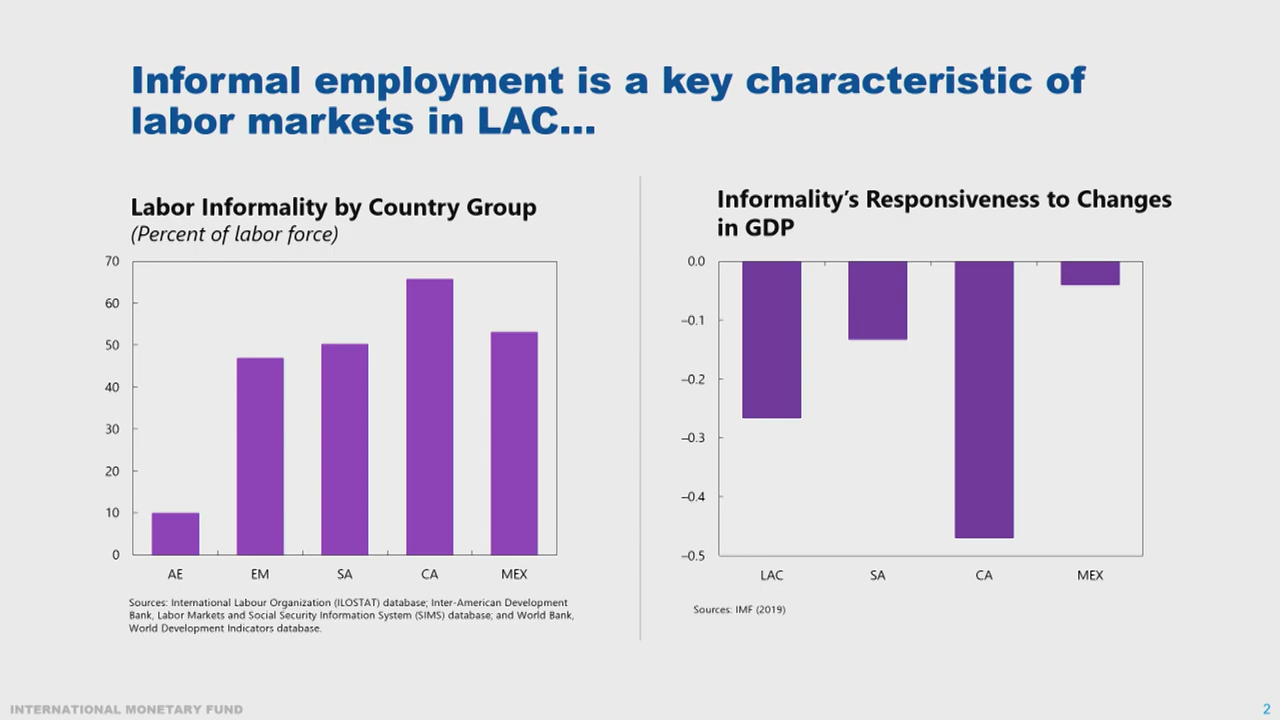 Informal employment is a key characteristic of
labor markets in LAC...
Labor Informality by Country Group
(Percent of labor force)
70
60
50
40
30
20
10
0
AE EM SA CA MEX
Sources: International Labour Organization (ILOSTAT) database; Inter-American Development
Bank, Labor Markets and Social Security Information System (SIMS) database; and World Bank,
World Development Indicators database.
Informality’s Responsiveness to Changes
in GDP
0.0
–0.1
–0.2
–0.3
–0.4
–0.5
LAC SA CA MEX
Sources: IMF (2019)
INTERNATIONAL MONETARY FUND
2